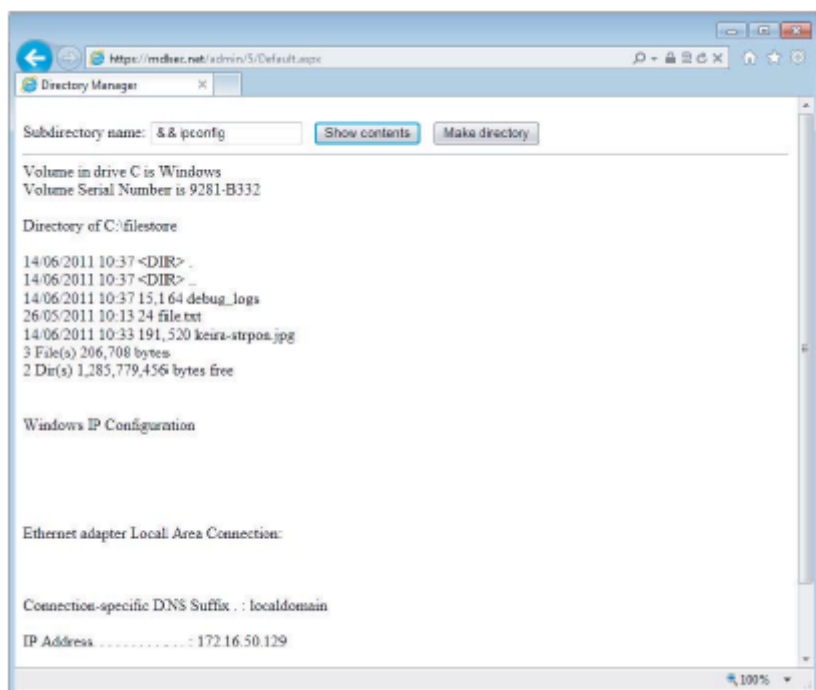 https://mdsec.net/admin/5/Default.aspx
Directory Manager
Subdirectory name: && ipconfig Show contents Make directory
Volume in drive C is Windows
Volume Serial Number is 9281-B332
Directory of C:\filestore
14/06/2011 10:37 <DIR> .
14/06/2011 10:37 <DIR> ..
14/06/2011 10:37 15,164 debug_logs
26/05/2011 10:13 24 file.txt
14/06/2011 10:33 191,520 keira-strpos.jpg
3 File(s) 206,708 bytes
2 Dir(s) 1,285,779,456 bytes free
Windows IP Configuration
Ethernet adapter Local Area Connection:
Connection-specific DNS Suffix . : localdomain
IP Address. . . . . . . . . . . . : 172.16.50.129
100%